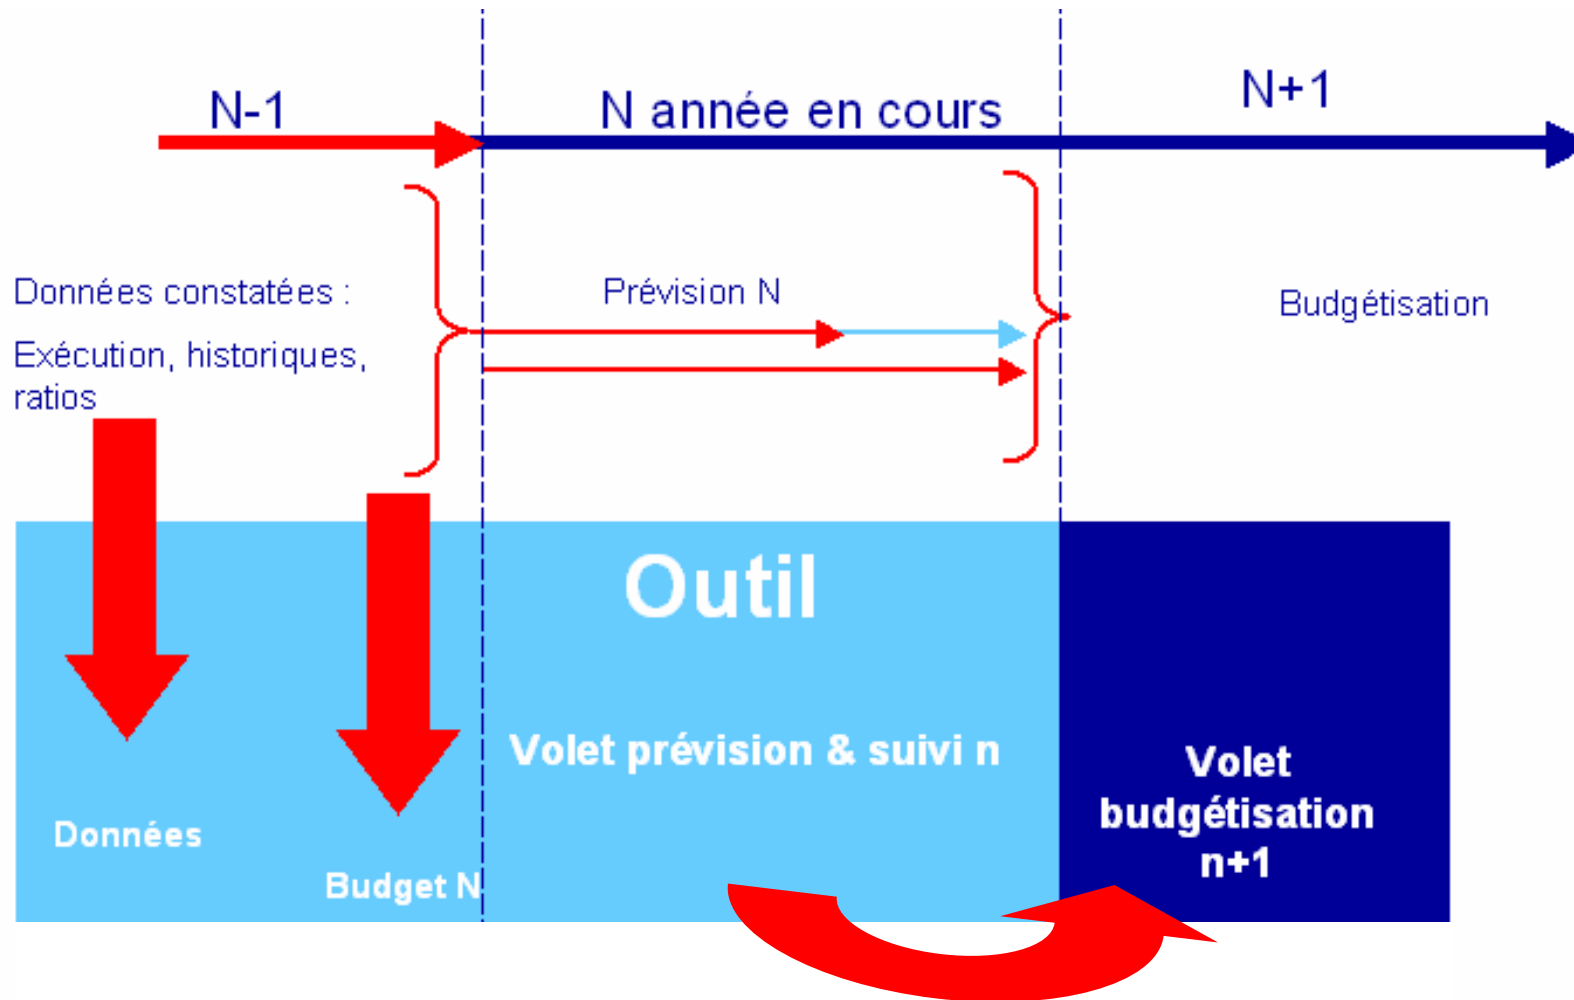 N-1
N année en cours
N+1
Données constatées :
Exécution, historiques,
ratios
Prévision N
Budgétisation
Outil
Volet prévision & suivi n
Volet
budgétisation
n+1
Données
Budget N